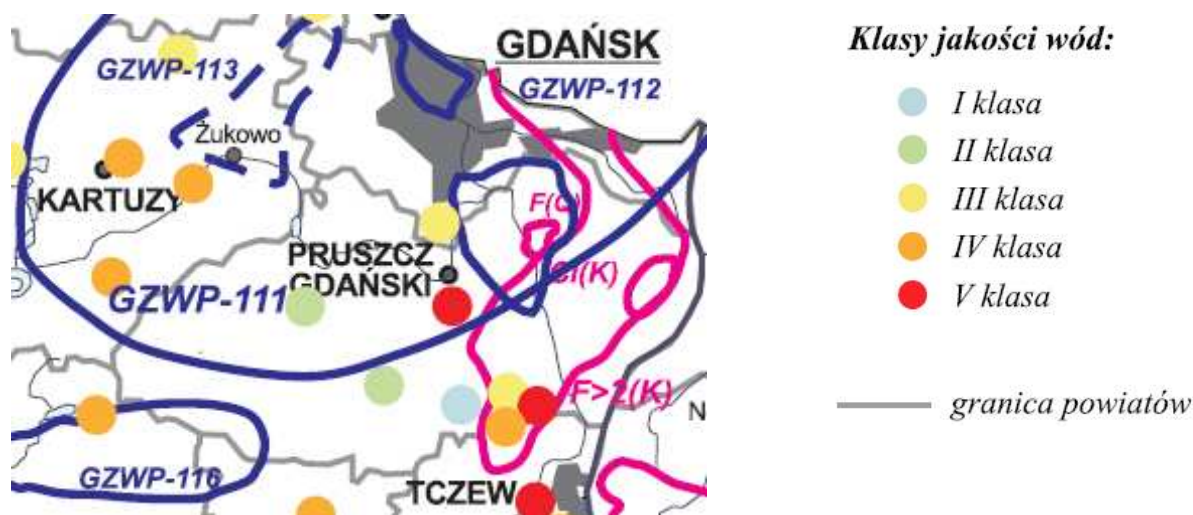 GDAŃSK
GZWP-112
GZWP-113
Żukowo
KARTUZY
F(C)
PRUSZCZ
GDAŃSKI
Cl(K)
GZWP-111
F>2(K)
N
GZWP-116
TCZEW
Klasy jakości wód:
I klasa
II klasa
III klasa
IV klasa
V klasa
granica powiatów